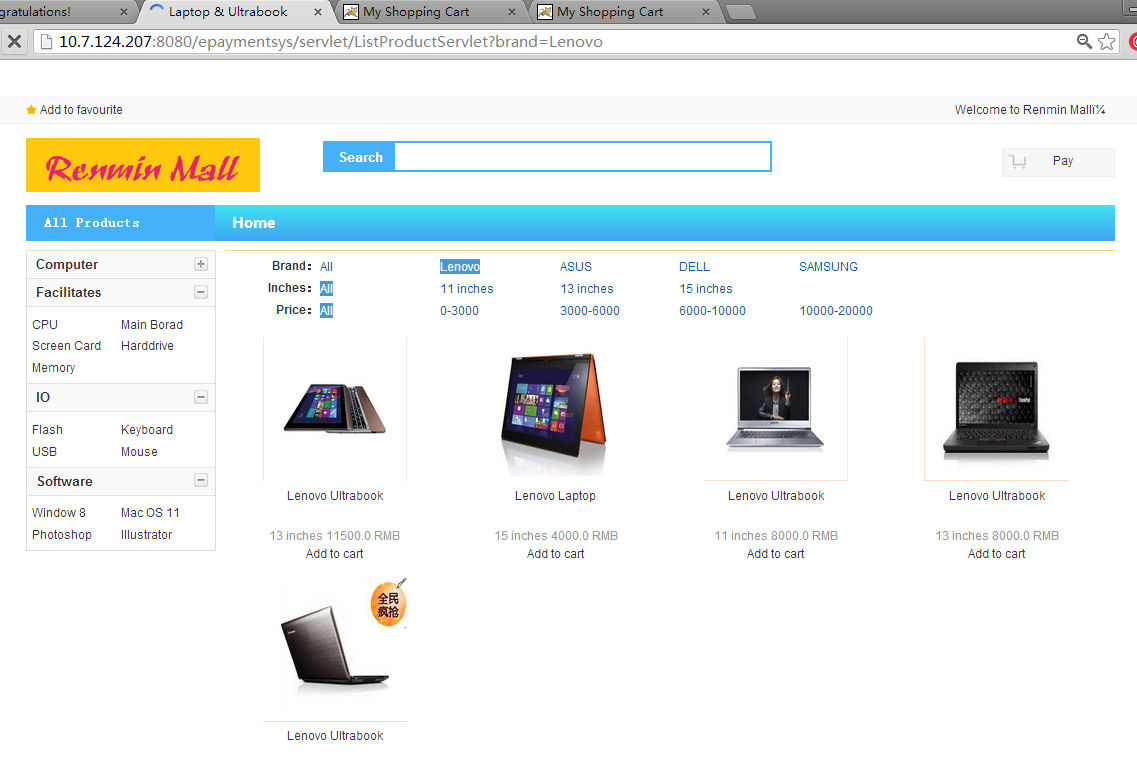 gratulations!
Laptop & Ultrabook
My Shopping Cart
My Shopping Cart
10.7.124.207:8080/epaymentsys/servlet/ListProductServlet?brand=Lenovo
Add to favourite
Welcome to Renmin Mallï¼
Renmin Mall
Search
Pay
All Products
Home
Computer
Facilitates
CPU Main Borad
Screen Card Harddrive
Memory
IO
Flash Keyboard
USB Mouse
Software
Window 8 Mac OS 11
Photoshop Illustrator
Brand: All Lenovo ASUS DELL SAMSUNG
Inches: All 11 inches 13 inches 15 inches
Price: All 0-3000 3000-6000 6000-10000 10000-20000
Lenovo Ultrabook
13 inches 11500.0 RMB
Add to cart
Lenovo Laptop
15 inches 4000.0 RMB
Add to cart
Lenovo Ultrabook
11 inches 8000.0 RMB
Add to cart
ThinkPad
Lenovo Ultrabook
13 inches 8000.0 RMB
Add to cart
全民
疯抢
Lenovo Ultrabook